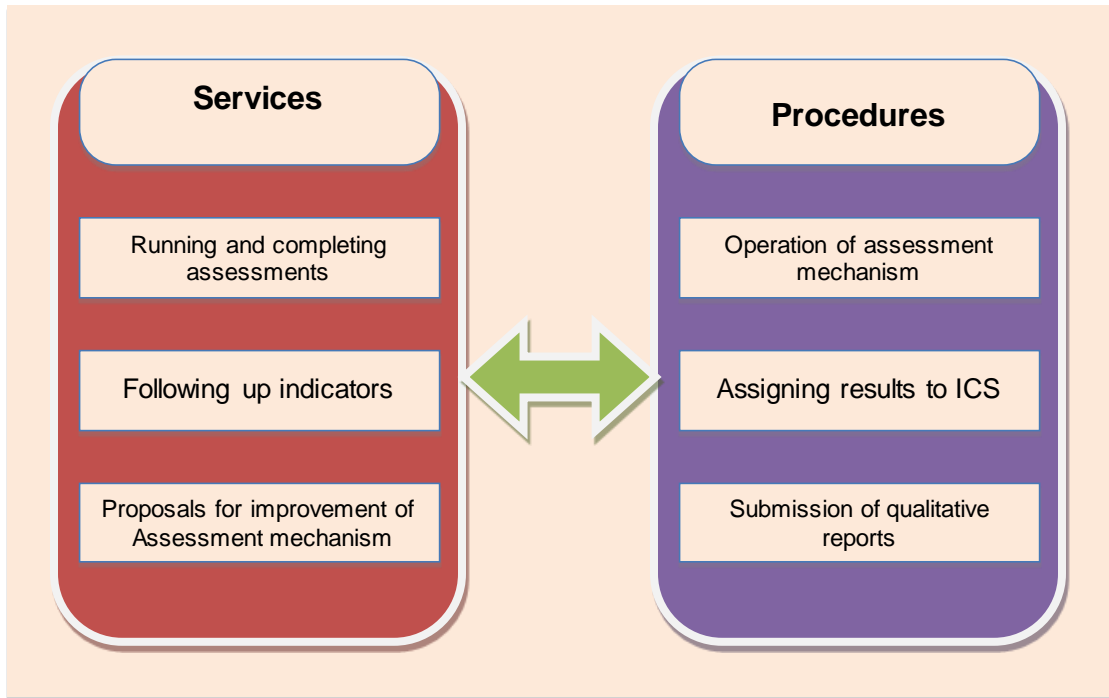 Services
Running and completing
assessments
Following up indicators
Proposals for improvement of
Assessment mechanism
Procedures
Operation of assessment
mechanism
Assigning results to ICS
Submission of qualitative
reports